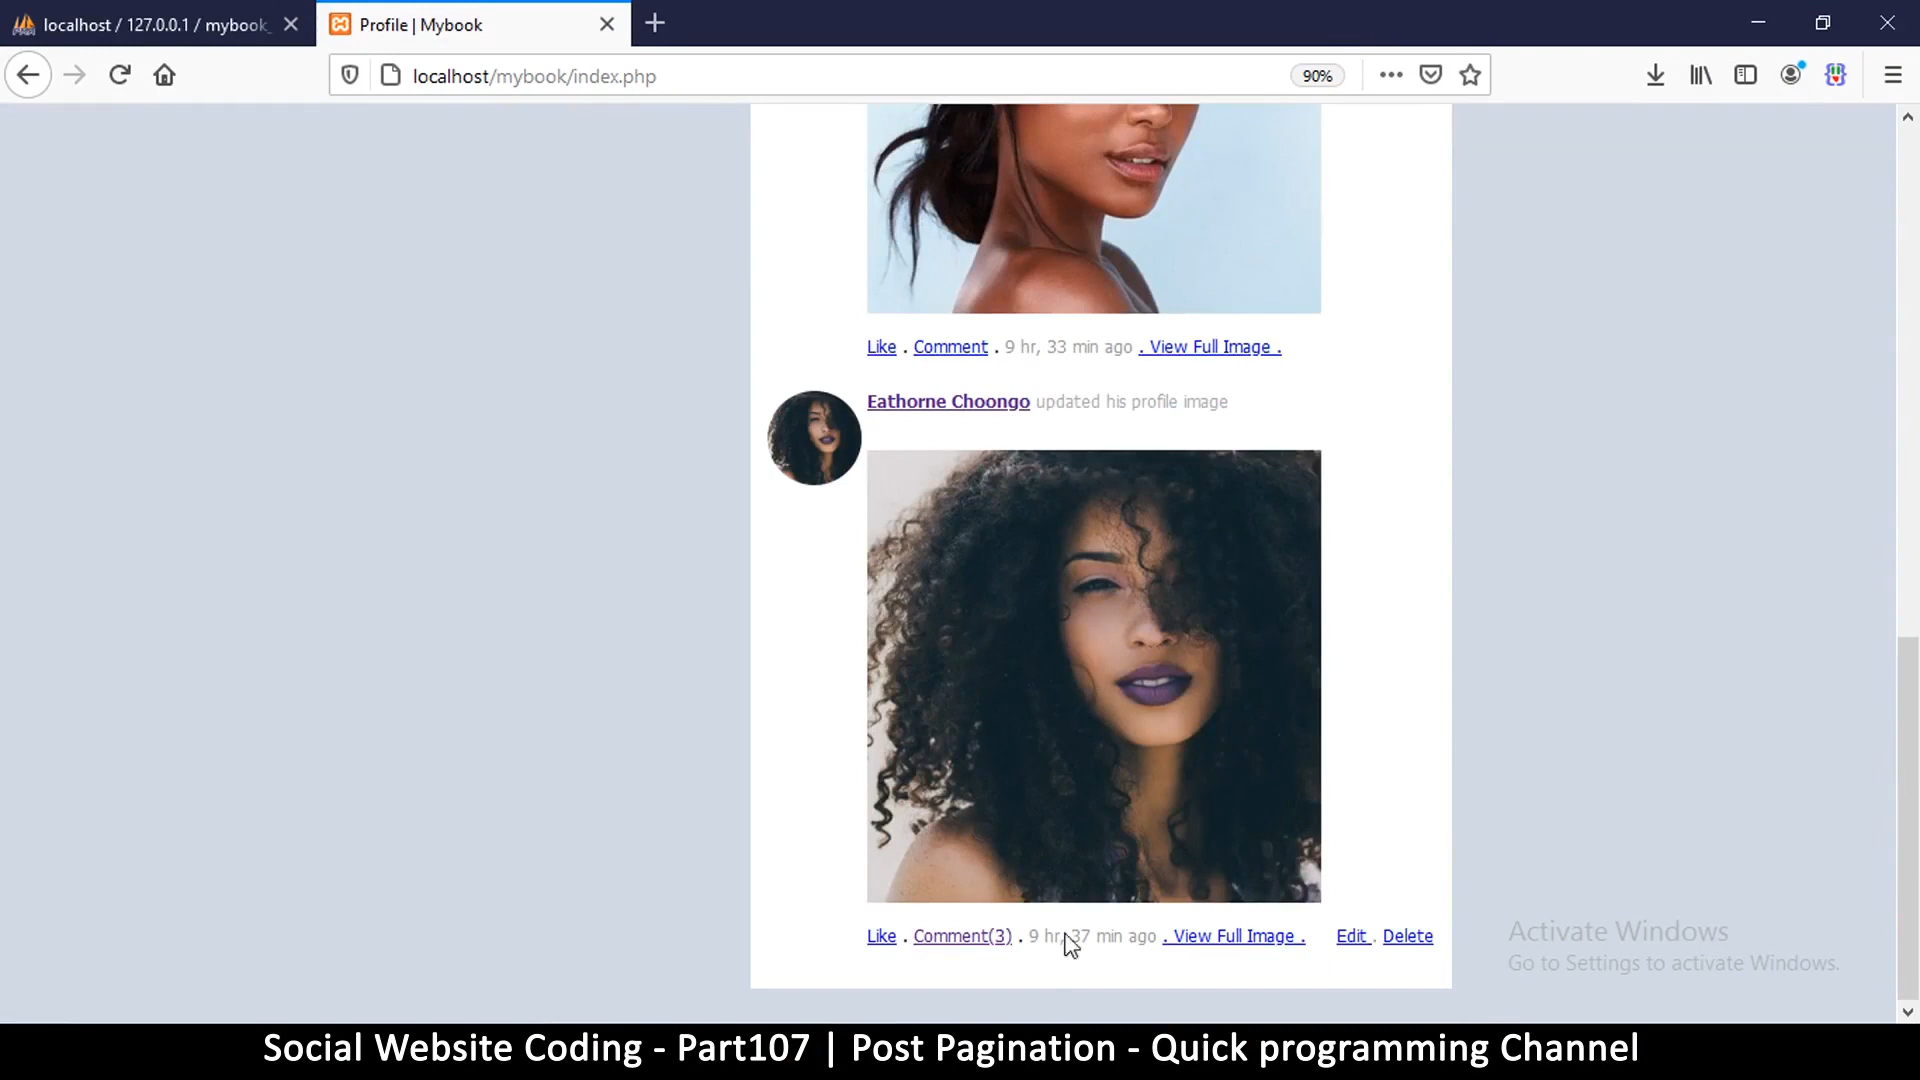 localhost / 127.0.0.1 / mybook_
Profile | Mybook
localhost/mybook/index.php
90%
Like . Comment . 9 hr, 33 min ago . View Full Image .
Eathorne Choongo updated his profile image
Like . Comment(3) . 9 hr, 37 min ago . View Full Image .
Edit . Delete
Activate Windows
Go to Settings to activate Windows.
Social Website Coding - Part107 | Post Pagination - Quick programming Channel